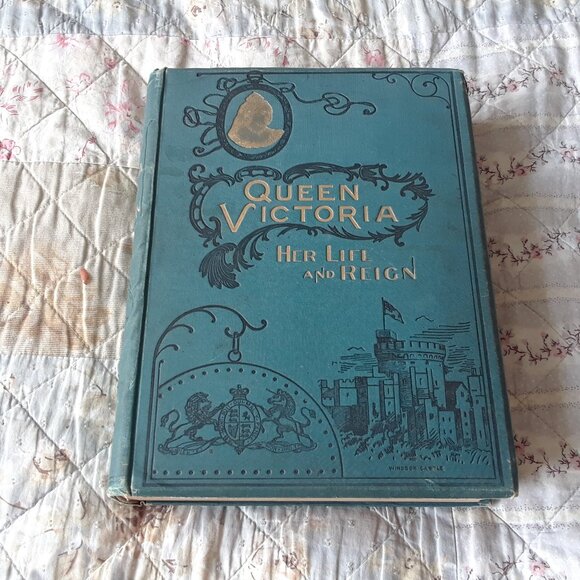 QUEEN
VICTORIA
HER LIFE
AND REIGN
WINDSOR CASTLE